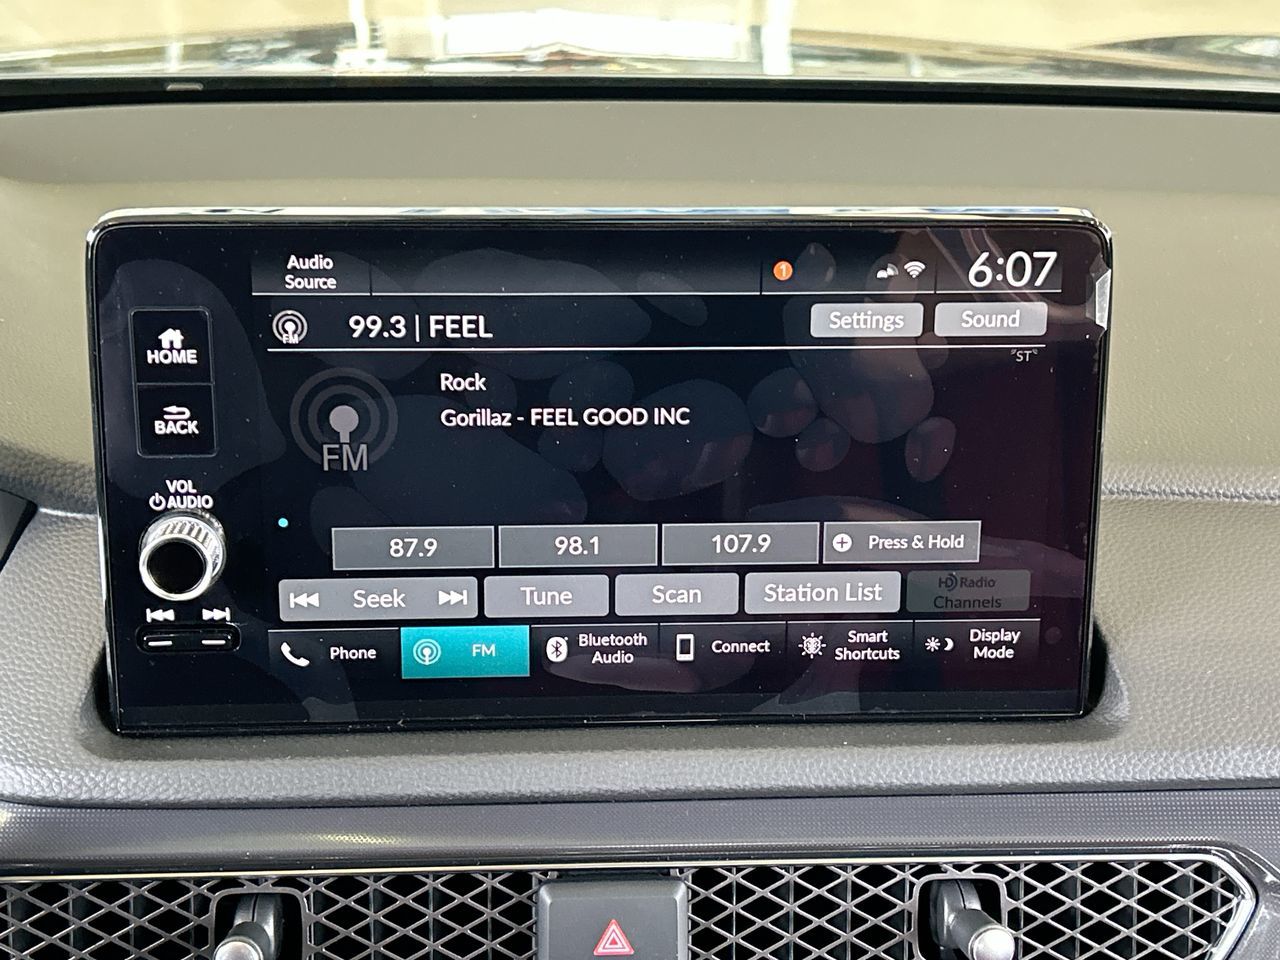 Audio
Source
1
6:07
HOME
BACK
VOL
AUDIO
FM
99.3 | FEEL
Settings
Sound
ST
FM
Rock
Gorillaz - FEEL GOOD INC
87.9
98.1
107.9
Press & Hold
Seek
Tune
Scan
Station List
HD Radio
Channels
Phone
FM
Bluetooth
Audio
Connect
Smart
Shortcuts
Display
Mode